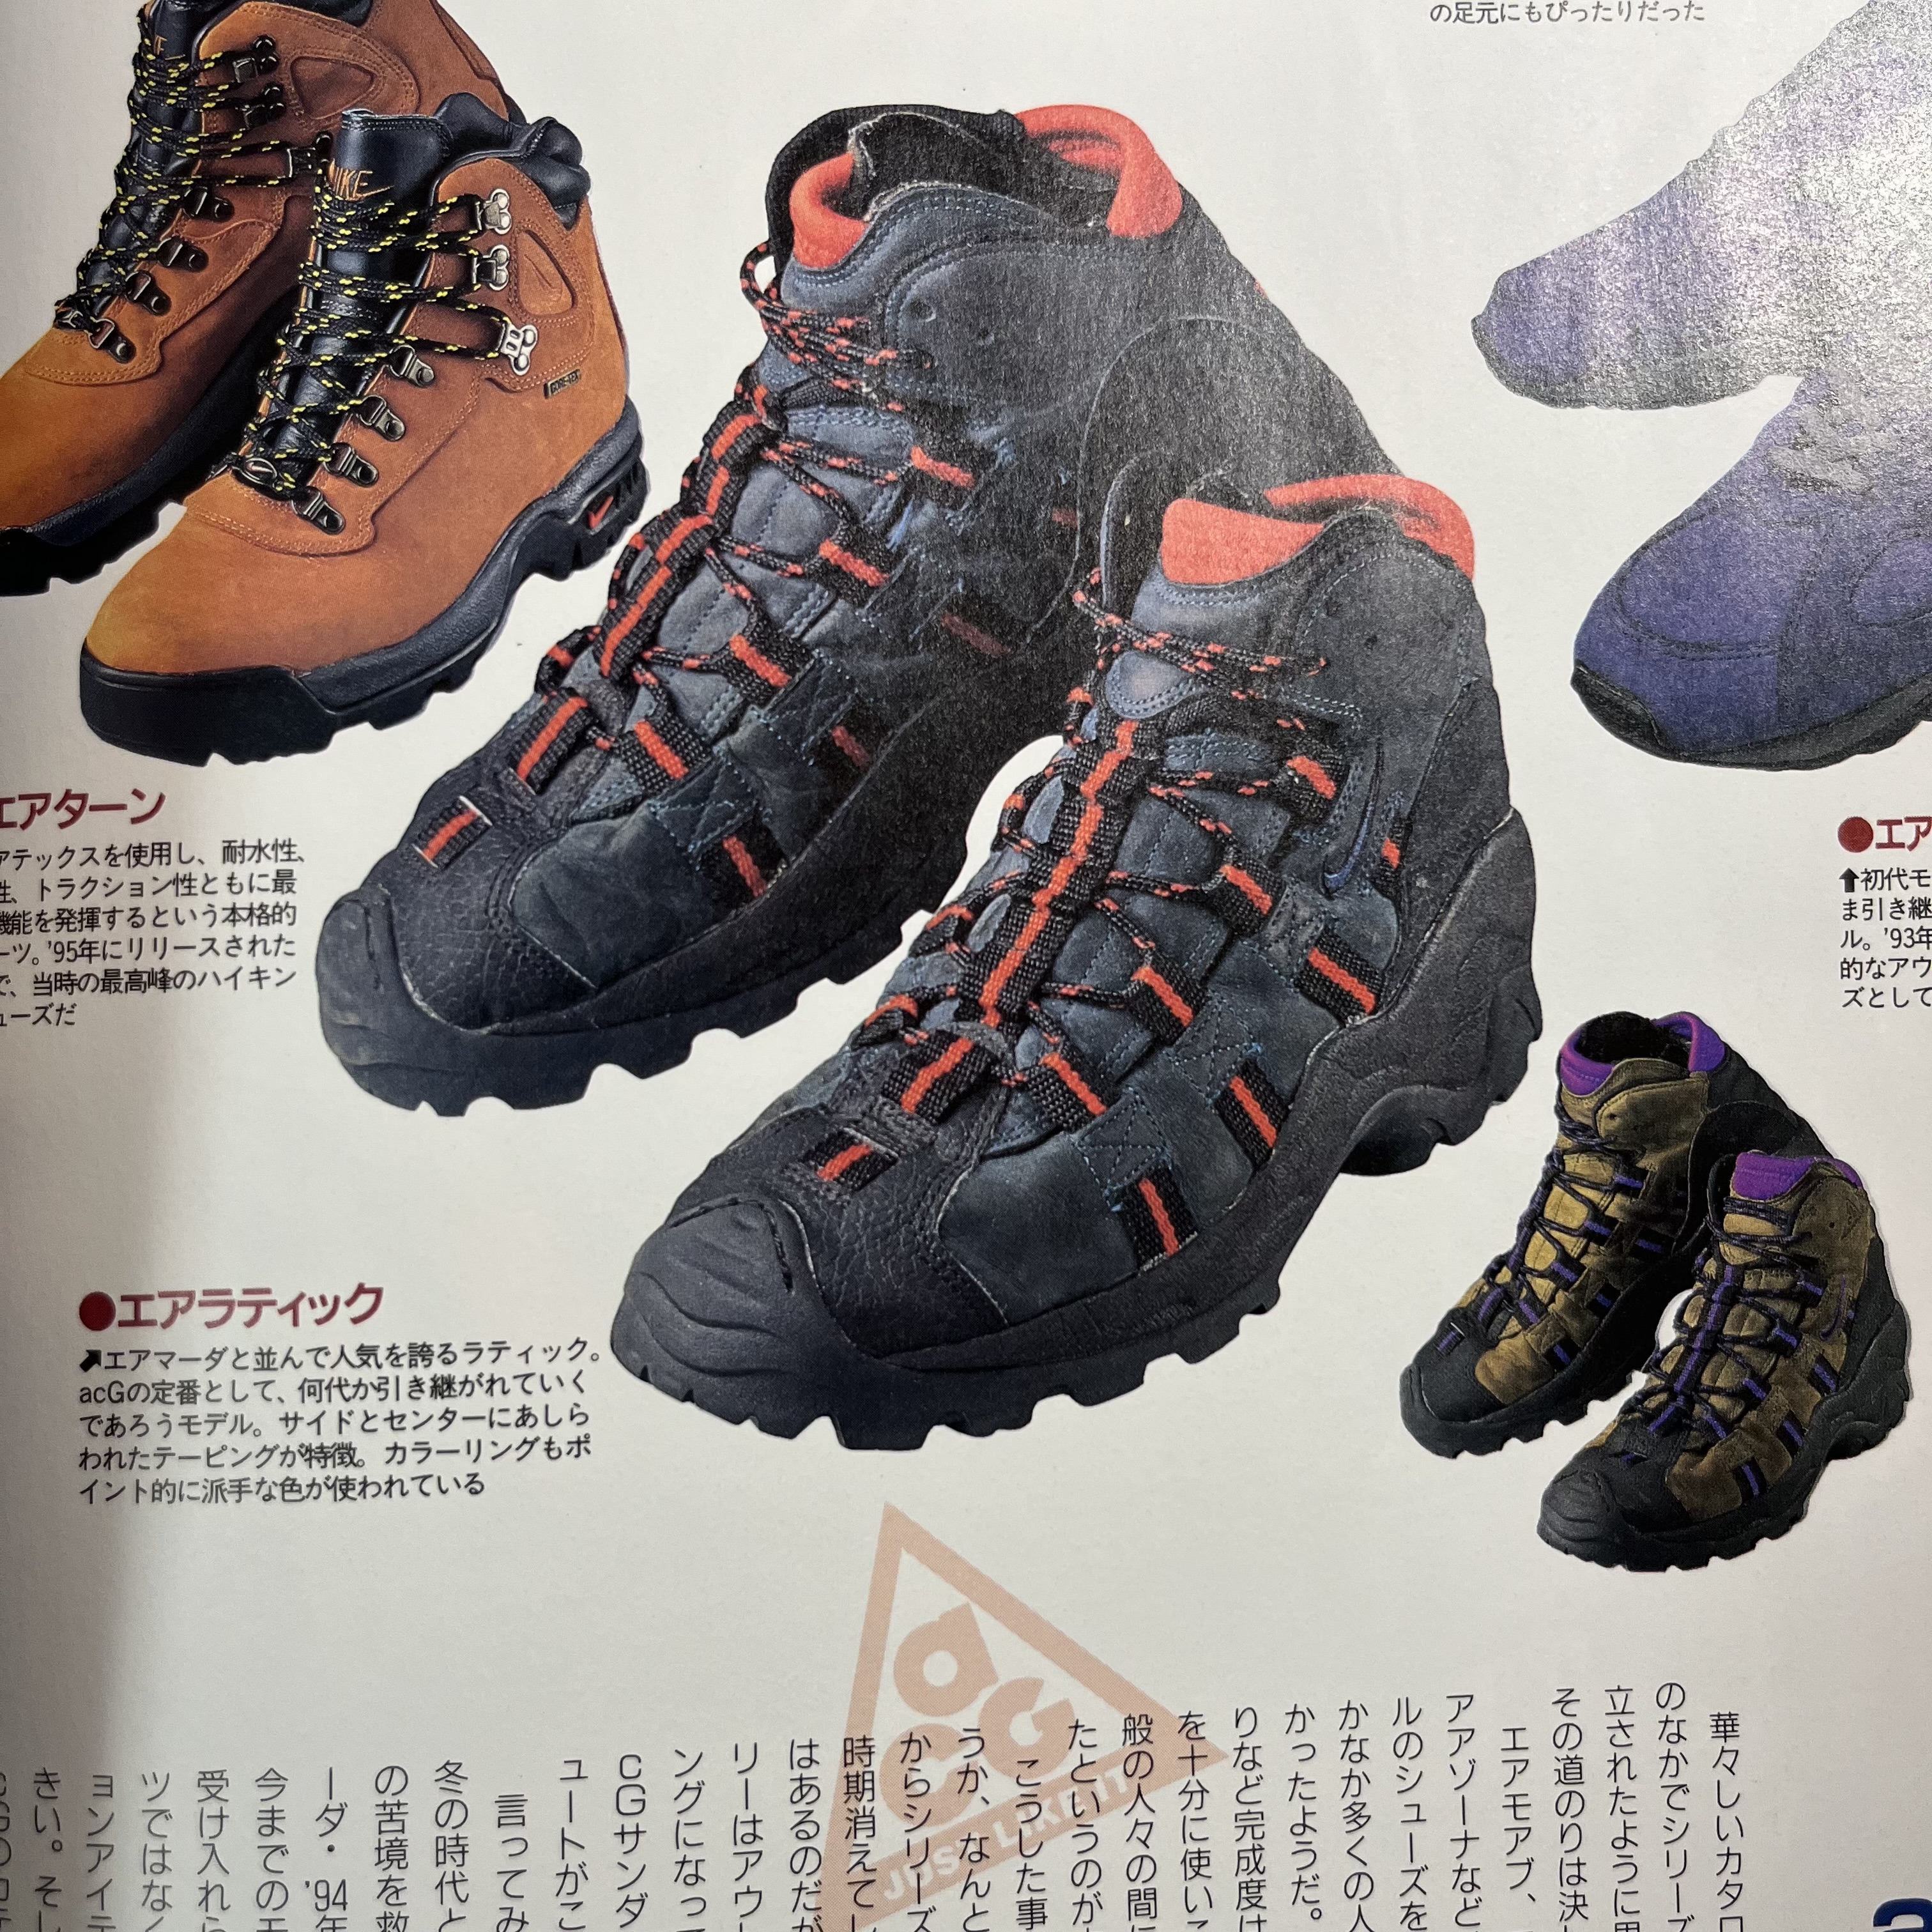 の足元にもぴったりだった
NIKE
GORE-TEX
エアターン
アテックスを使用し、耐水性、
性、トラクション性ともに最
機能を発揮するという本格的
ーツ。'95年にリリースされた
で、当時の最高峰のハイキン
ューズだ
●エア
⬆初代モ
ま引き継
ル。'93年
的なアウ
ズとして
●エアラティック
⬈エアマーダと並んで人気を誇るラティック。
acGの定番として、何代か引き継がれていく
であろうモデル。サイドとセンターにあしら
われたテーピングが特徴。カラーリングもポ
イント的に派手な色が使われている
aCG
JUST LIKE IT
華々しいカタロ
のなかでシリーズ
立されたように思
その道のりは決し
エアモアブ、
アアゾーナなど
ルのシューズを
かなか多くの人
かったようだ。
りなど完成度は
を十分に使いこ
般の人々の間に
たというのが
こうした事
うか、なんと
からシリーズ
時期消えてし
はあるのだが
リーはアウ
ングになって
CGサンダ
ュートがこ
言ってみ
冬の時代と
の苦境を救
ーダ・'94年
今までのモ
受け入れら
ツではなく
ョンアイテ
きい。そし